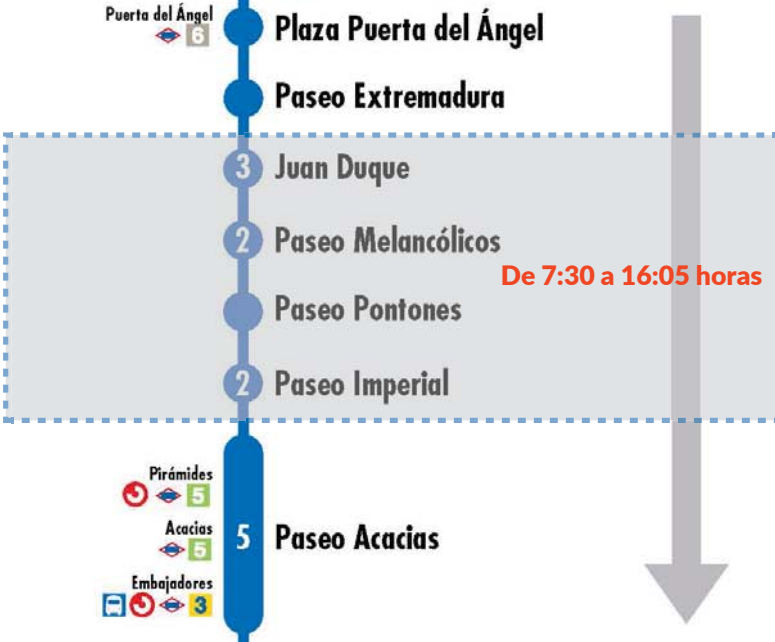 Puerta del Ángel
6
Plaza Puerta del Ángel
Paseo Extremadura
3 Juan Duque
2 Paseo Melancólicos
De 7:30 a 16:05 horas
Paseo Pontones
2 Paseo Imperial
Pirámides
5
Acacias
5
5 Paseo Acacias
Embajadores
3